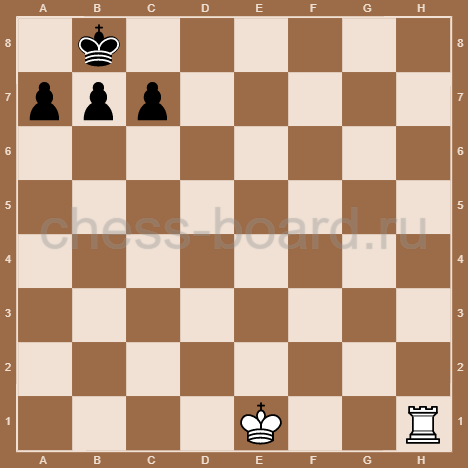 A B C D E F G H
8 8
7 7
6 6
5 5
chess-board.ru
4 4
3 3
2 2
1 1
A B C D E F G H